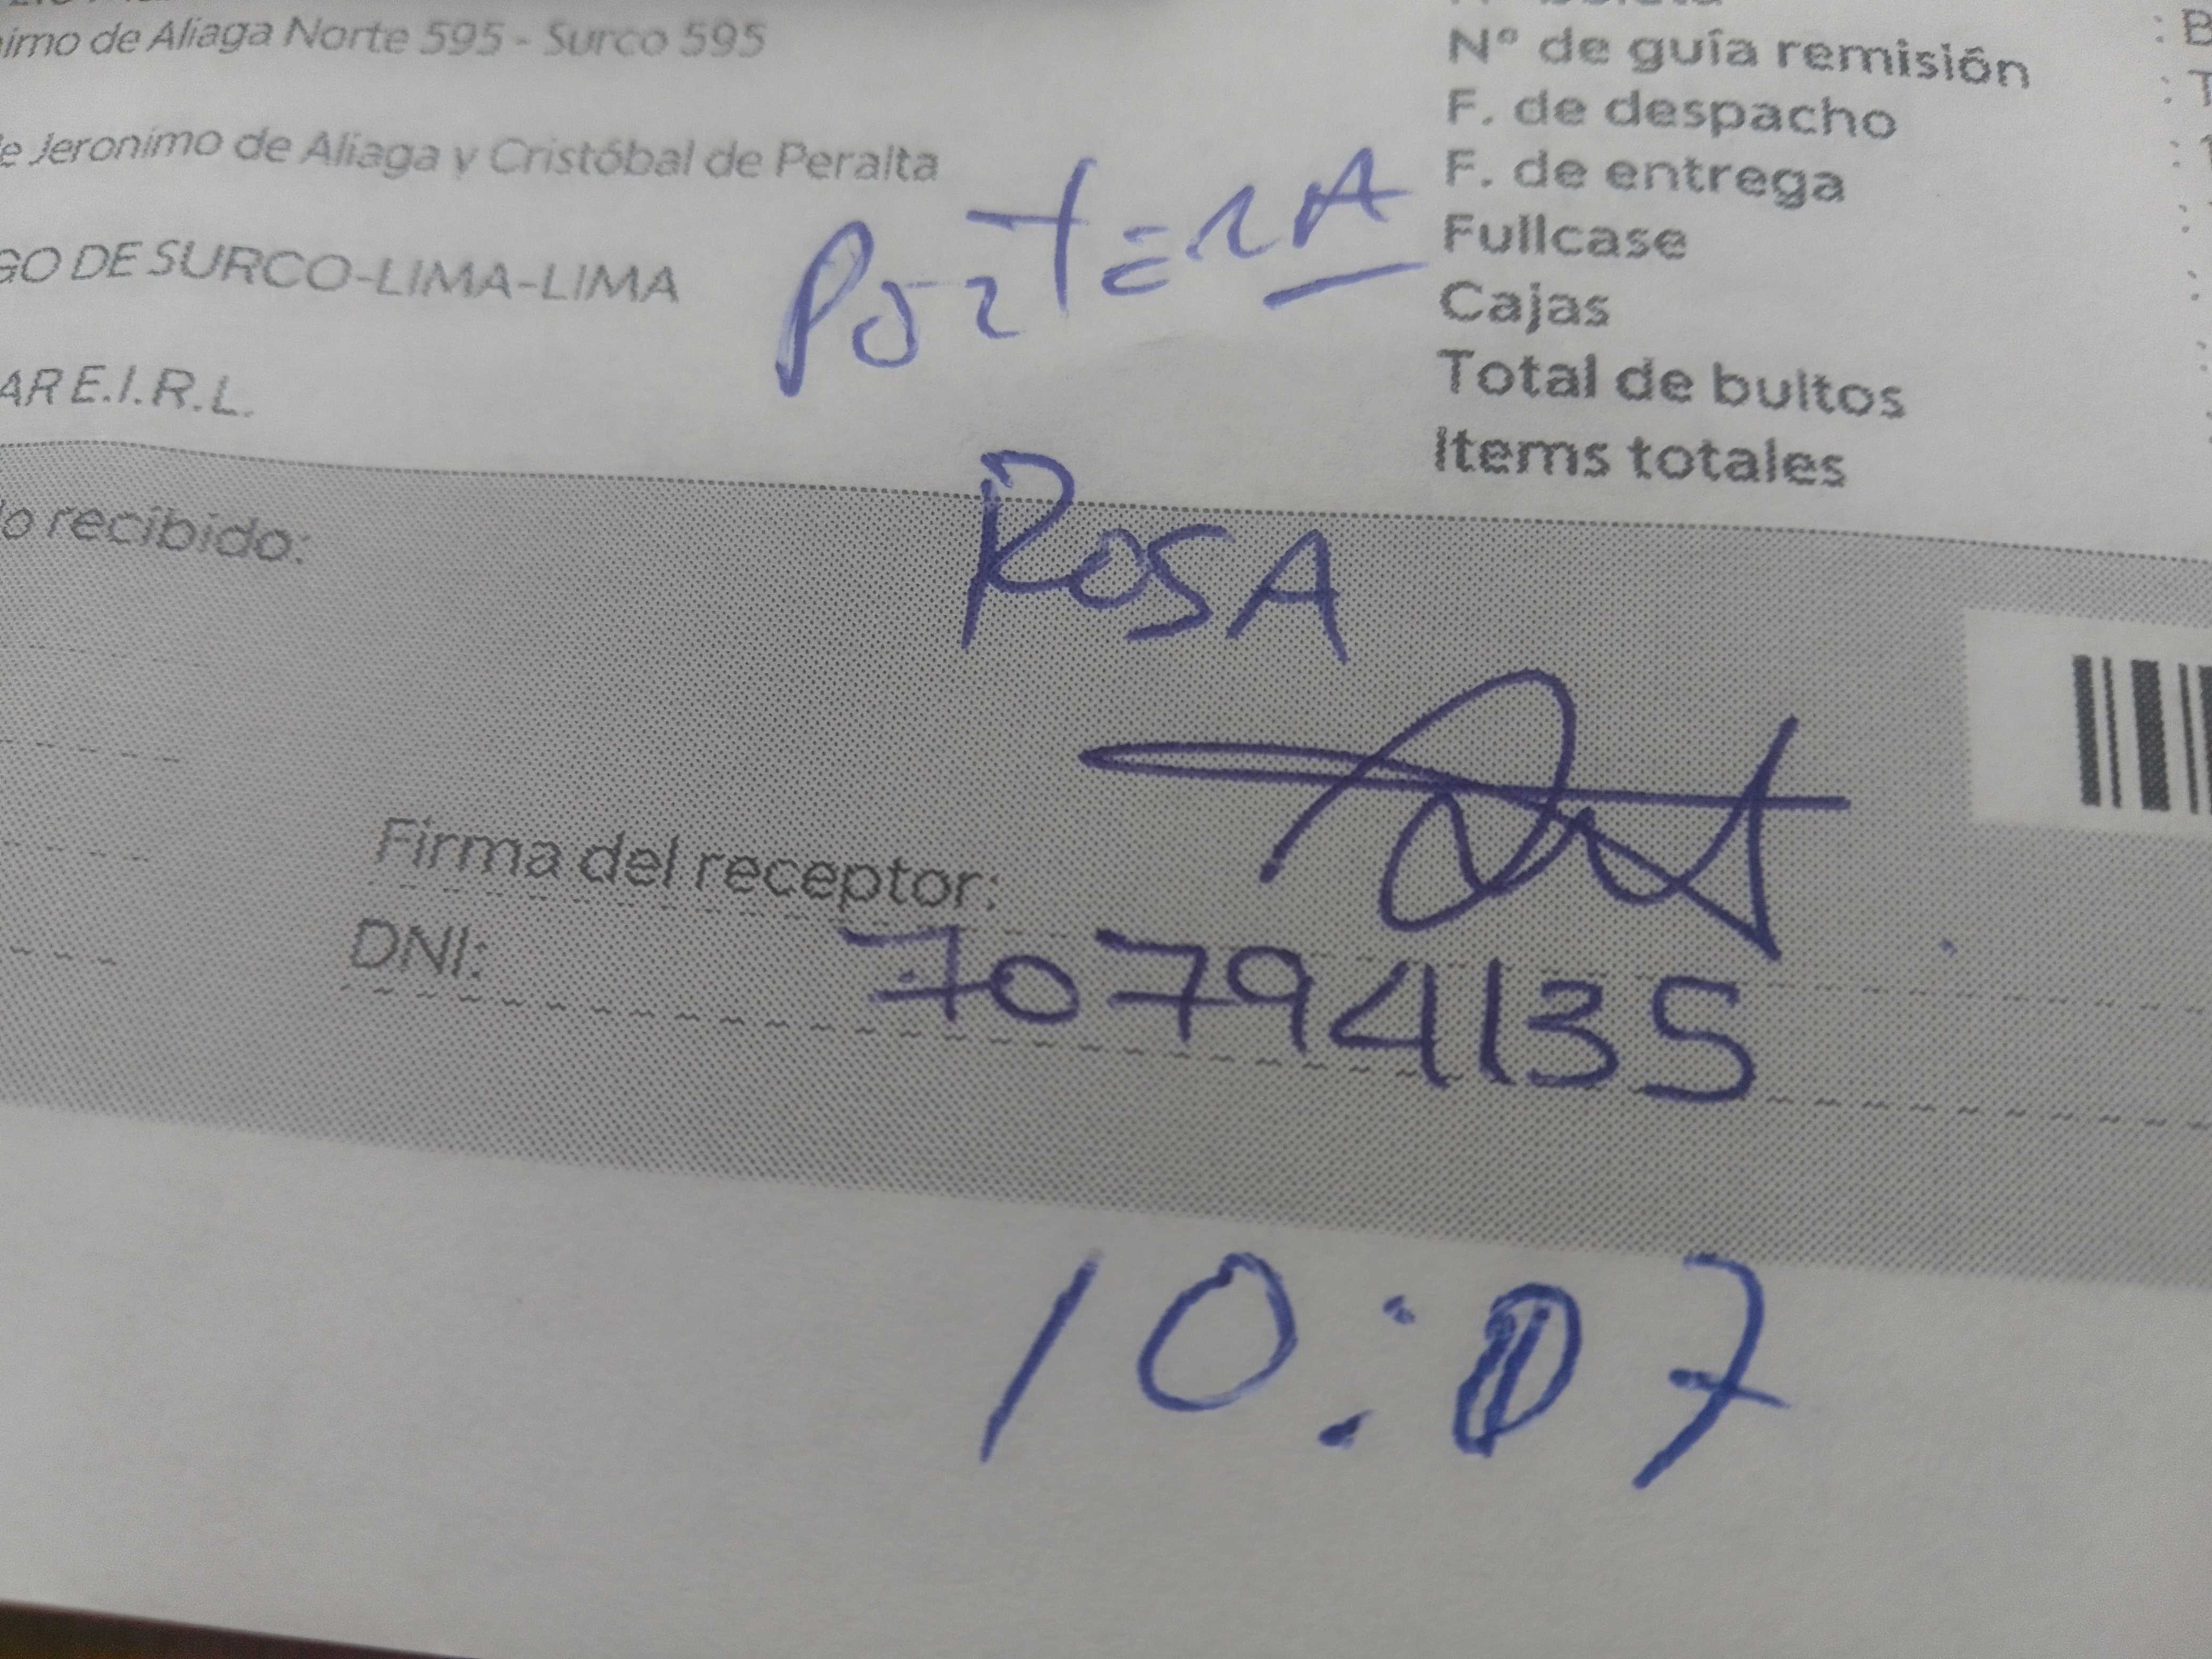 imo de Aliaga Norte 595 - Surco 595
e Jeronimo de Aliaga y Cristóbal de Peralta
GO DE SURCO-LIMA-LIMA
AR E.I.R.L.
Nº de guía remisión
F. de despacho
F. de entrega
Fullcase
Cajas
Total de bultos
Items totales
: B
: T
PORTERA
ROSA
lo recibido:
Firma del receptor:
DNI: 70794135
10:07